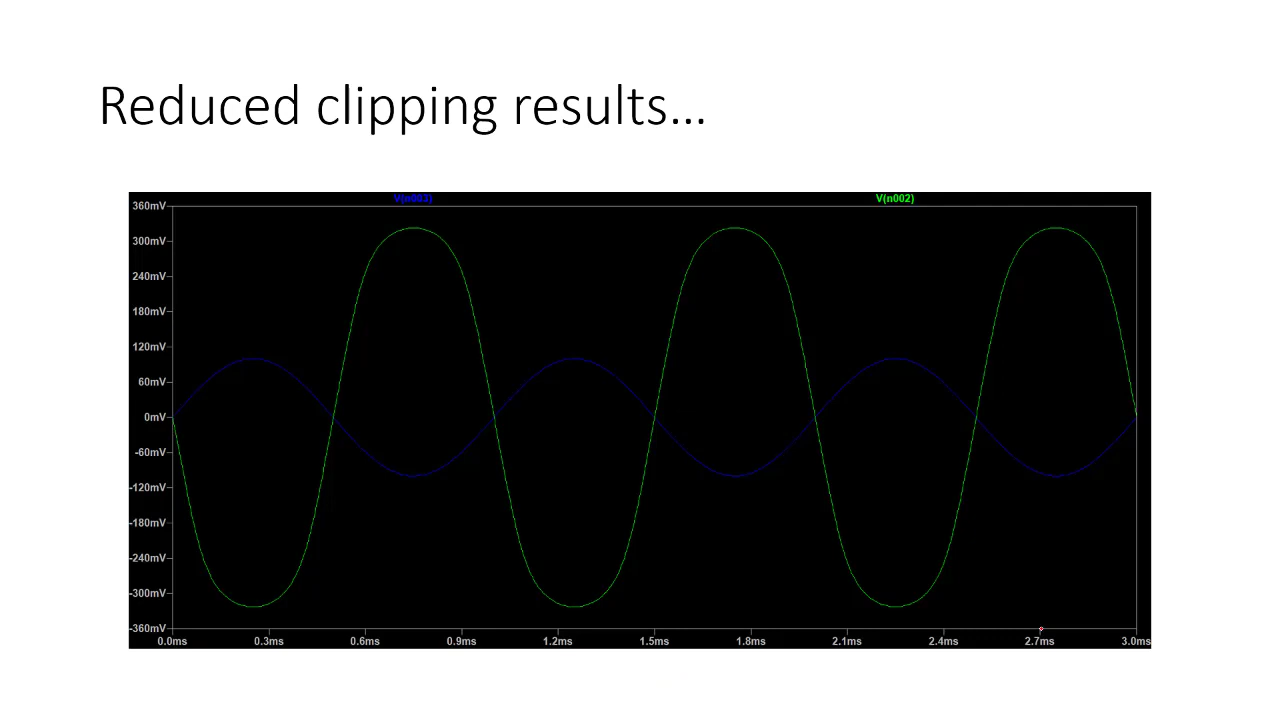 Reduced clipping results…
V(n003) V(n002)
360mV
300mV
240mV
180mV
120mV
60mV
0mV
-60mV
-120mV
-180mV
-240mV
-300mV
-360mV
0.0ms 0.3ms 0.6ms 0.9ms 1.2ms 1.5ms 1.8ms 2.1ms 2.4ms 2.7ms 3.0ms